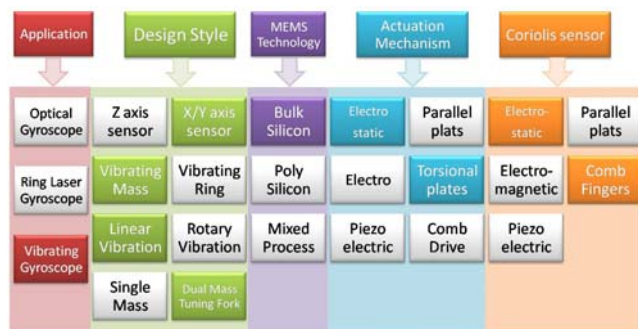 Application
Design Style
MEMS
Technology
Actuation
Mechanism
Coriolis sensor
Optical
Gyroscope
Z axis
sensor
X/Y axis
sensor
Bulk
Silicon
Electro
static
Parallel
plats
Electro-
static
Parallel
plats
Ring Laser
Gyroscope
Vibrating
Mass
Vibrating
Ring
Poly
Silicon
Electro
Torsional
plates
Electro-
magnetic
Comb
Fingers
Vibrating
Gyroscope
Linear
Vibration
Rotary
Vibration
Mixed
Process
Piezo
electric
Comb
Drive
Piezo
electric
Single
Mass
Dual Mass
Tuning Fork